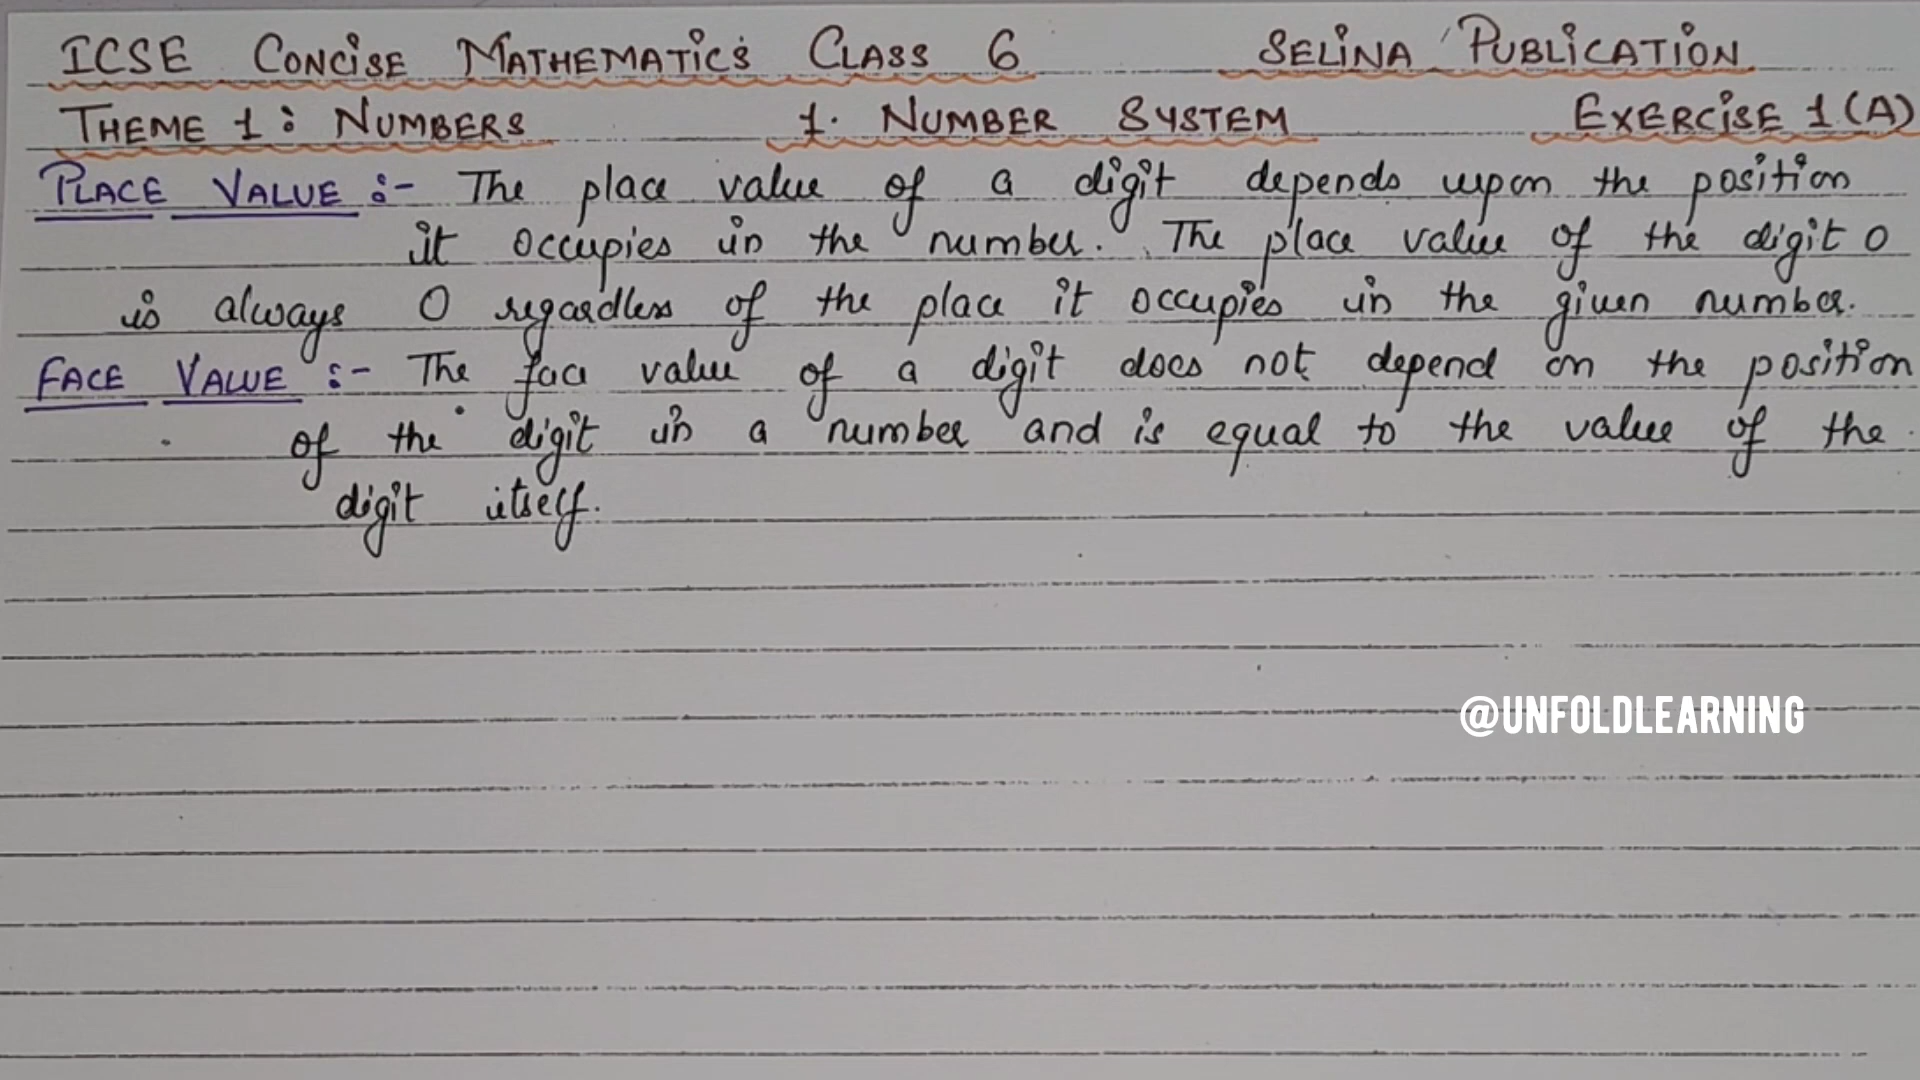 ICSE CONCISE MATHEMATICS CLASS 6 SELINA PUBLICATION
THEME 1: NUMBERS 1. NUMBER SYSTEM EXERCISE 1(A)
PLACE VALUE :- The place value of a digit depends upon the position
it occupies in the number. The place value of the digit 0
is always 0 regardless of the place it occupies in the given number.
FACE VALUE :- The face value of a digit does not depend on the position
of the digit in a number and is equal to the value of the
digit itself.
@UNFOLDLEARNING